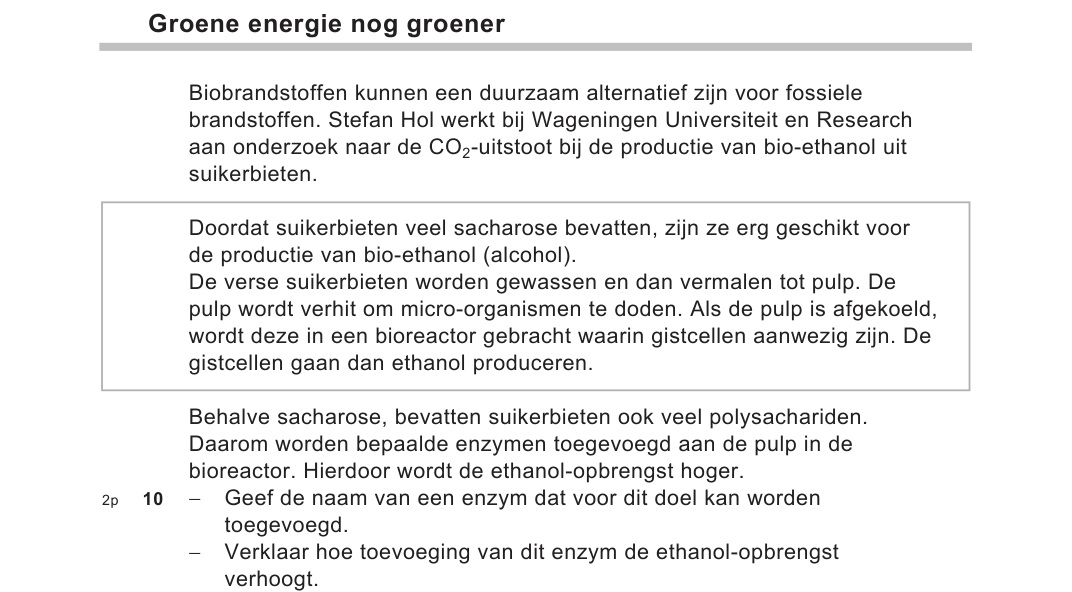 Groene energie nog groener
Biobrandstoffen kunnen een duurzaam alternatief zijn voor fossiele
brandstoffen. Stefan Hol werkt bij Wageningen Universiteit en Research
aan onderzoek naar de CO₂-uitstoot bij de productie van bio-ethanol uit
suikerbieten.
Doordat suikerbieten veel sacharose bevatten, zijn ze erg geschikt voor
de productie van bio-ethanol (alcohol).
De verse suikerbieten worden gewassen en dan vermalen tot pulp. De
pulp wordt verhit om micro-organismen te doden. Als de pulp is afgekoeld,
wordt deze in een bioreactor gebracht waarin gistcellen aanwezig zijn. De
gistcellen gaan dan ethanol produceren.
Behalve sacharose, bevatten suikerbieten ook veel polysachariden.
Daarom worden bepaalde enzymen toegevoegd aan de pulp in de
bioreactor. Hierdoor wordt de ethanol-opbrengst hoger.
2p 10 – Geef de naam van een enzym dat voor dit doel kan worden
toegevoegd.
– Verklaar hoe toevoeging van dit enzym de ethanol-opbrengst
verhoogt.